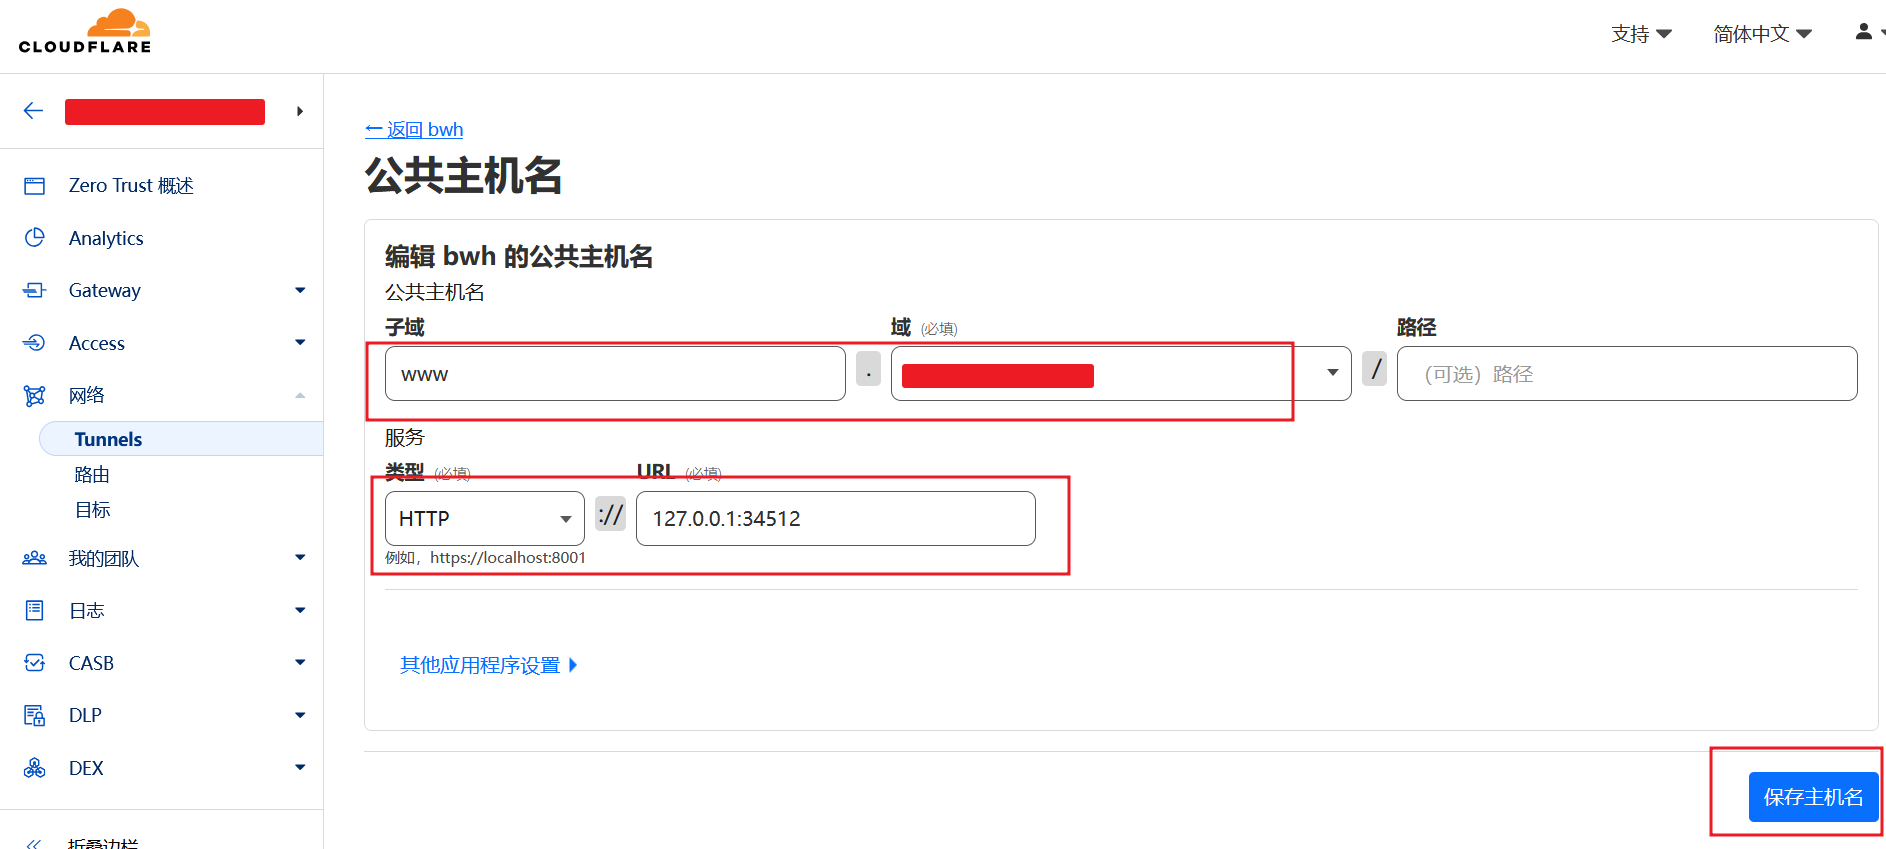 CLOUDFLARE
支持
简体中文
Zero Trust 概述
Analytics
Gateway
Access
网络
Tunnels
路由
目标
我的团队
日志
CASB
DLP
DEX
折叠边栏
← 返回 bwh
公共主机名
编辑 bwh 的公共主机名
公共主机名
子域 域 (必填) 路径
www . / (可选) 路径
服务
类型 (必填) URL (必填)
HTTP :// 127.0.0.1:34512
例如，https://localhost:8001
其他应用程序设置
保存主机名